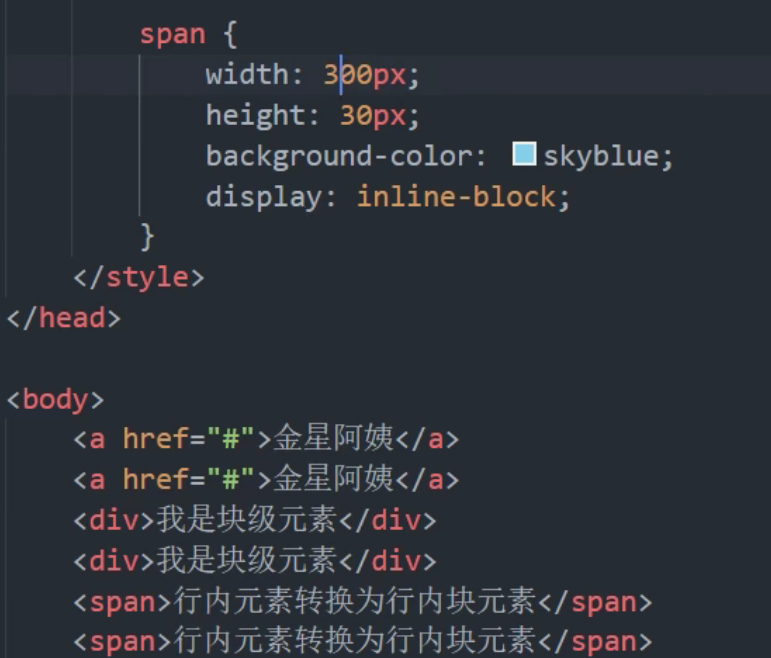 span {
width: 300px;
height: 30px;
background-color: skyblue;
display: inline-block;
}
</style>
</head>
<body>
<a href="#">金星阿姨</a>
<a href="#">金星阿姨</a>
<div>我是块级元素</div>
<div>我是块级元素</div>
<span>行内元素转换为行内块元素</span>
<span>行内元素转换为行内块元素</span>